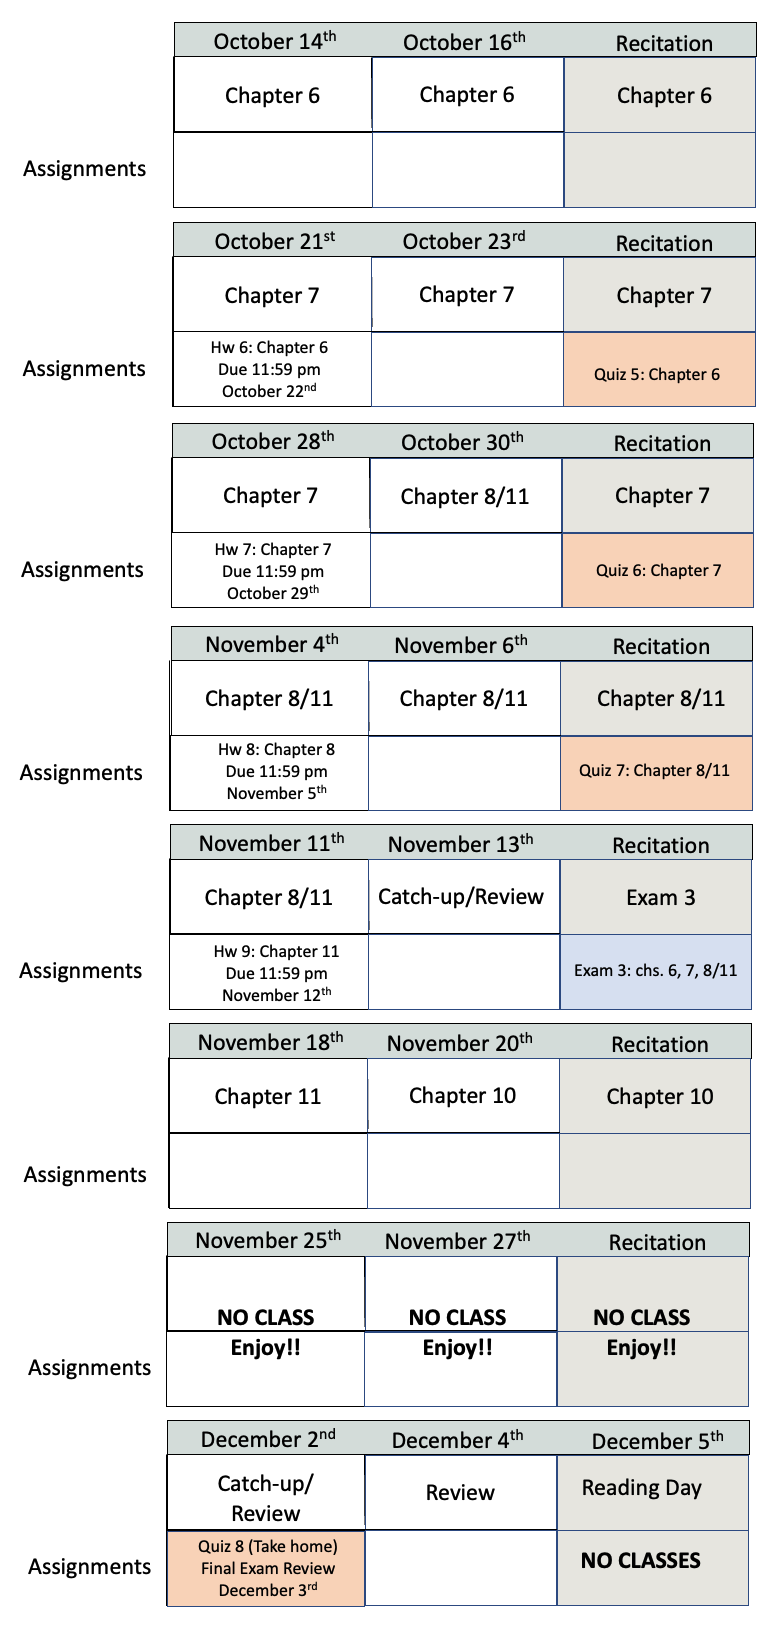 October 14th October 16th Recitation
Chapter 6 Chapter 6 Chapter 6
Assignments
October 21st October 23rd Recitation
Chapter 7 Chapter 7 Chapter 7
Assignments
Hw 6: Chapter 6
Due 11:59 pm
October 22nd
Quiz 5: Chapter 6
October 28th October 30th Recitation
Chapter 7 Chapter 8/11 Chapter 7
Assignments
Hw 7: Chapter 7
Due 11:59 pm
October 29th
Quiz 6: Chapter 7
November 4th November 6th Recitation
Chapter 8/11 Chapter 8/11 Chapter 8/11
Assignments
Hw 8: Chapter 8
Due 11:59 pm
November 5th
Quiz 7: Chapter 8/11
November 11th November 13th Recitation
Chapter 8/11 Catch-up/Review Exam 3
Assignments
Hw 9: Chapter 11
Due 11:59 pm
November 12th
Exam 3: chs. 6, 7, 8/11
November 18th November 20th Recitation
Chapter 11 Chapter 10 Chapter 10
Assignments
November 25th November 27th Recitation
NO CLASS NO CLASS NO CLASS
Enjoy!! Enjoy!! Enjoy!!
Assignments
December 2nd December 4th December 5th
Catch-up/
Review
Review
Reading Day
Assignments
Quiz 8 (Take home)
Final Exam Review
December 3rd
NO CLASSES